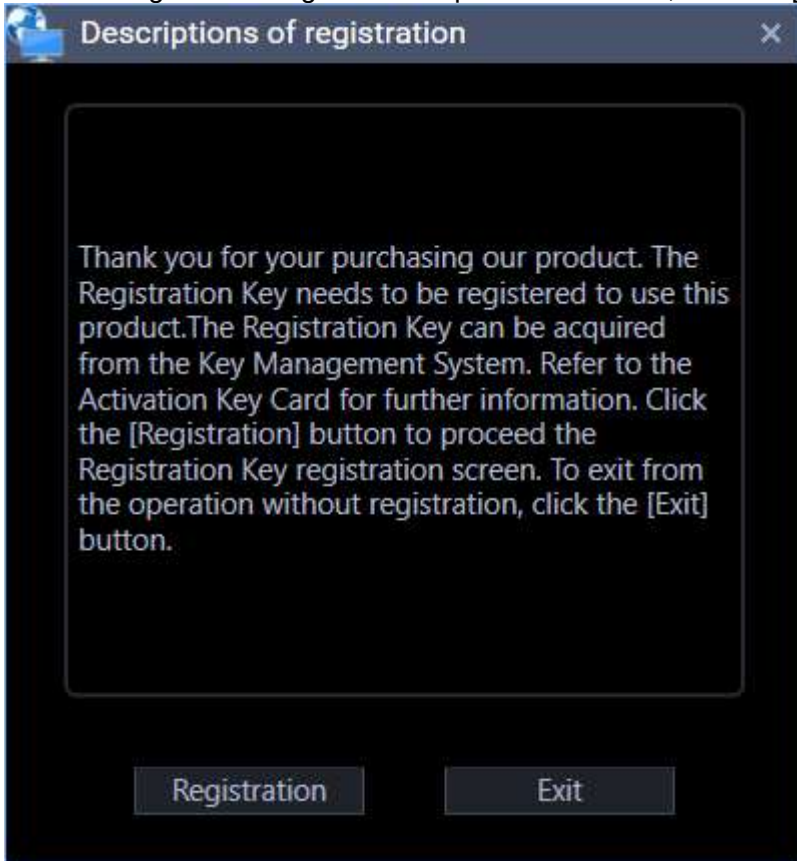 Descriptions of registration
Thank you for your purchasing our product. The
Registration Key needs to be registered to use this
product.The Registration Key can be acquired
from the Key Management System. Refer to the
Activation Key Card for further information. Click
the [Registration] button to proceed the
Registration Key registration screen. To exit from
the operation without registration, click the [Exit]
button.
Registration
Exit